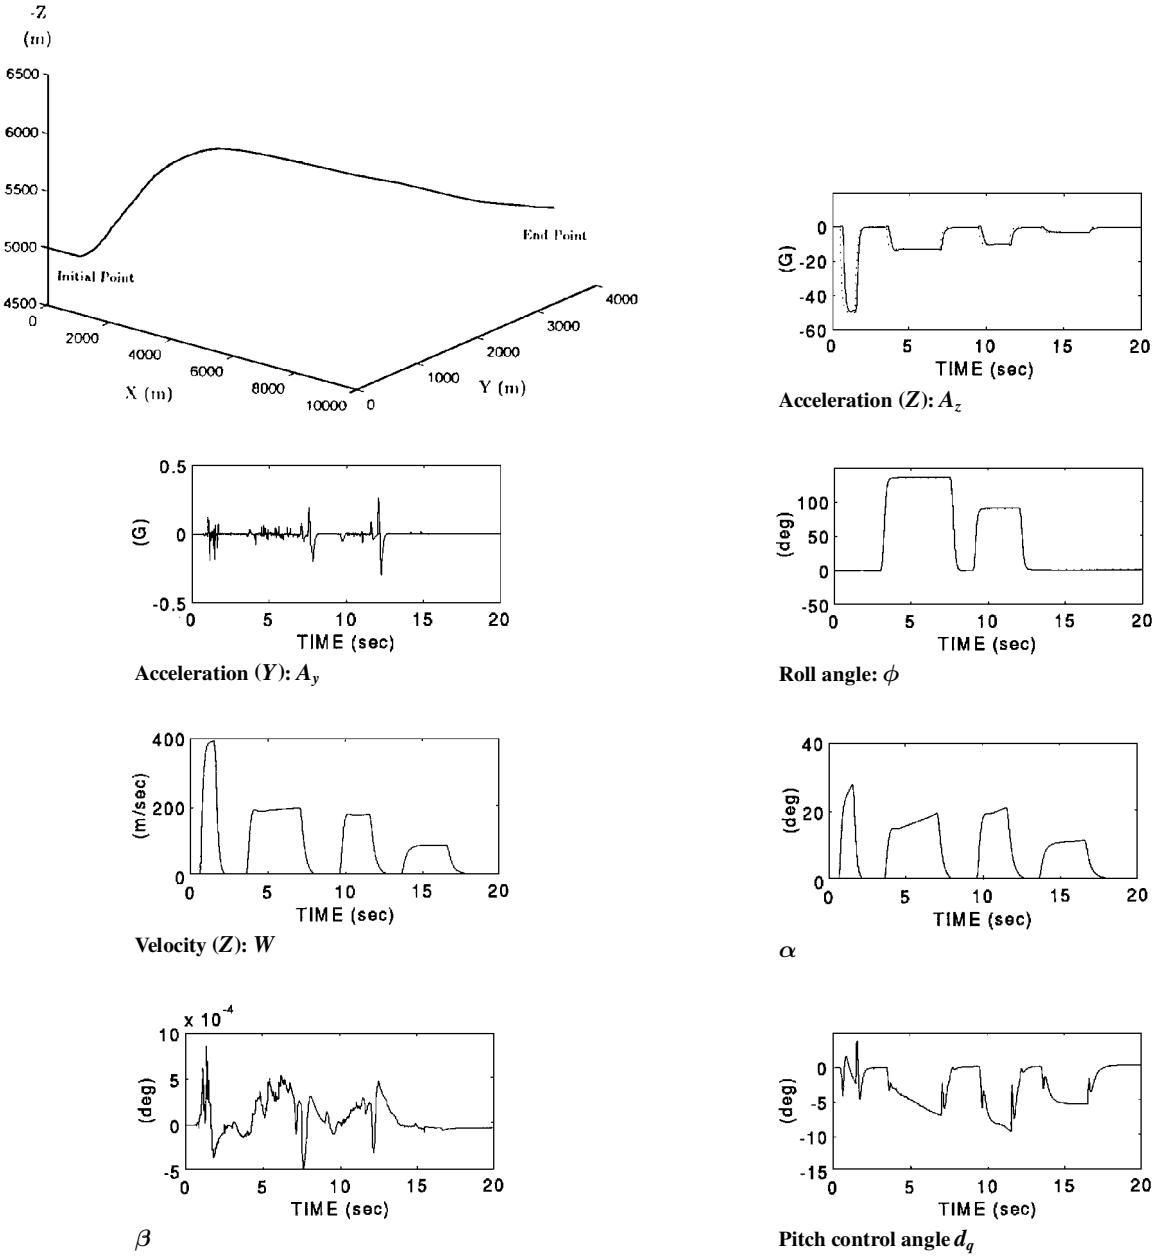 -Z
(m)
6500
6000
5500
5000
4500
Initial Point
End Point
0
2000
4000
6000
8000
10000
X (m)
0
1000
2000
3000
4000
Y (m)
0
-20
-40
-60
(G)
0 5 10 15 20
TIME (sec)
Acceleration (Z): A_z
0.5
0
-0.5
(G)
0 5 10 15 20
TIME (sec)
Acceleration (Y): A_y
100
50
0
-50
(deg)
0 5 10 15 20
TIME (sec)
Roll angle: ϕ
400
200
0
(m/sec)
0 5 10 15 20
TIME (sec)
Velocity (Z): W
40
20
0
(deg)
0 5 10 15 20
TIME (sec)
α
x 10^-4
10
5
0
-5
(deg)
0 5 10 15 20
TIME (sec)
β
0
-5
-10
-15
(deg)
0 5 10 15 20
TIME (sec)
Pitch control angle d_q